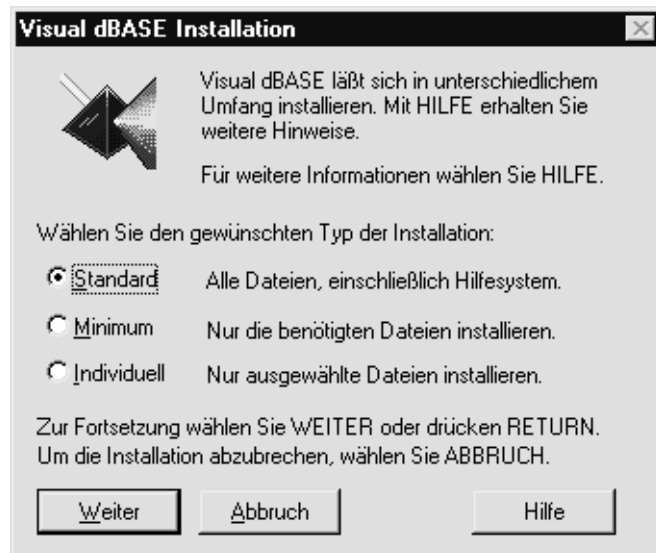 Visual dBASE Installation
Visual dBASE läßt sich in unterschiedlichem
Umfang installieren. Mit HILFE erhalten Sie
weitere Hinweise.
Für weitere Informationen wählen Sie HILFE.
Wählen Sie den gewünschten Typ der Installation:
Standard Alle Dateien, einschließlich Hilfesystem.
Minimum Nur die benötigten Dateien installieren.
Individuell Nur ausgewählte Dateien installieren.
Zur Fortsetzung wählen Sie WEITER oder drücken RETURN.
Um die Installation abzubrechen, wählen Sie ABBRUCH.
Weiter Abbruch Hilfe